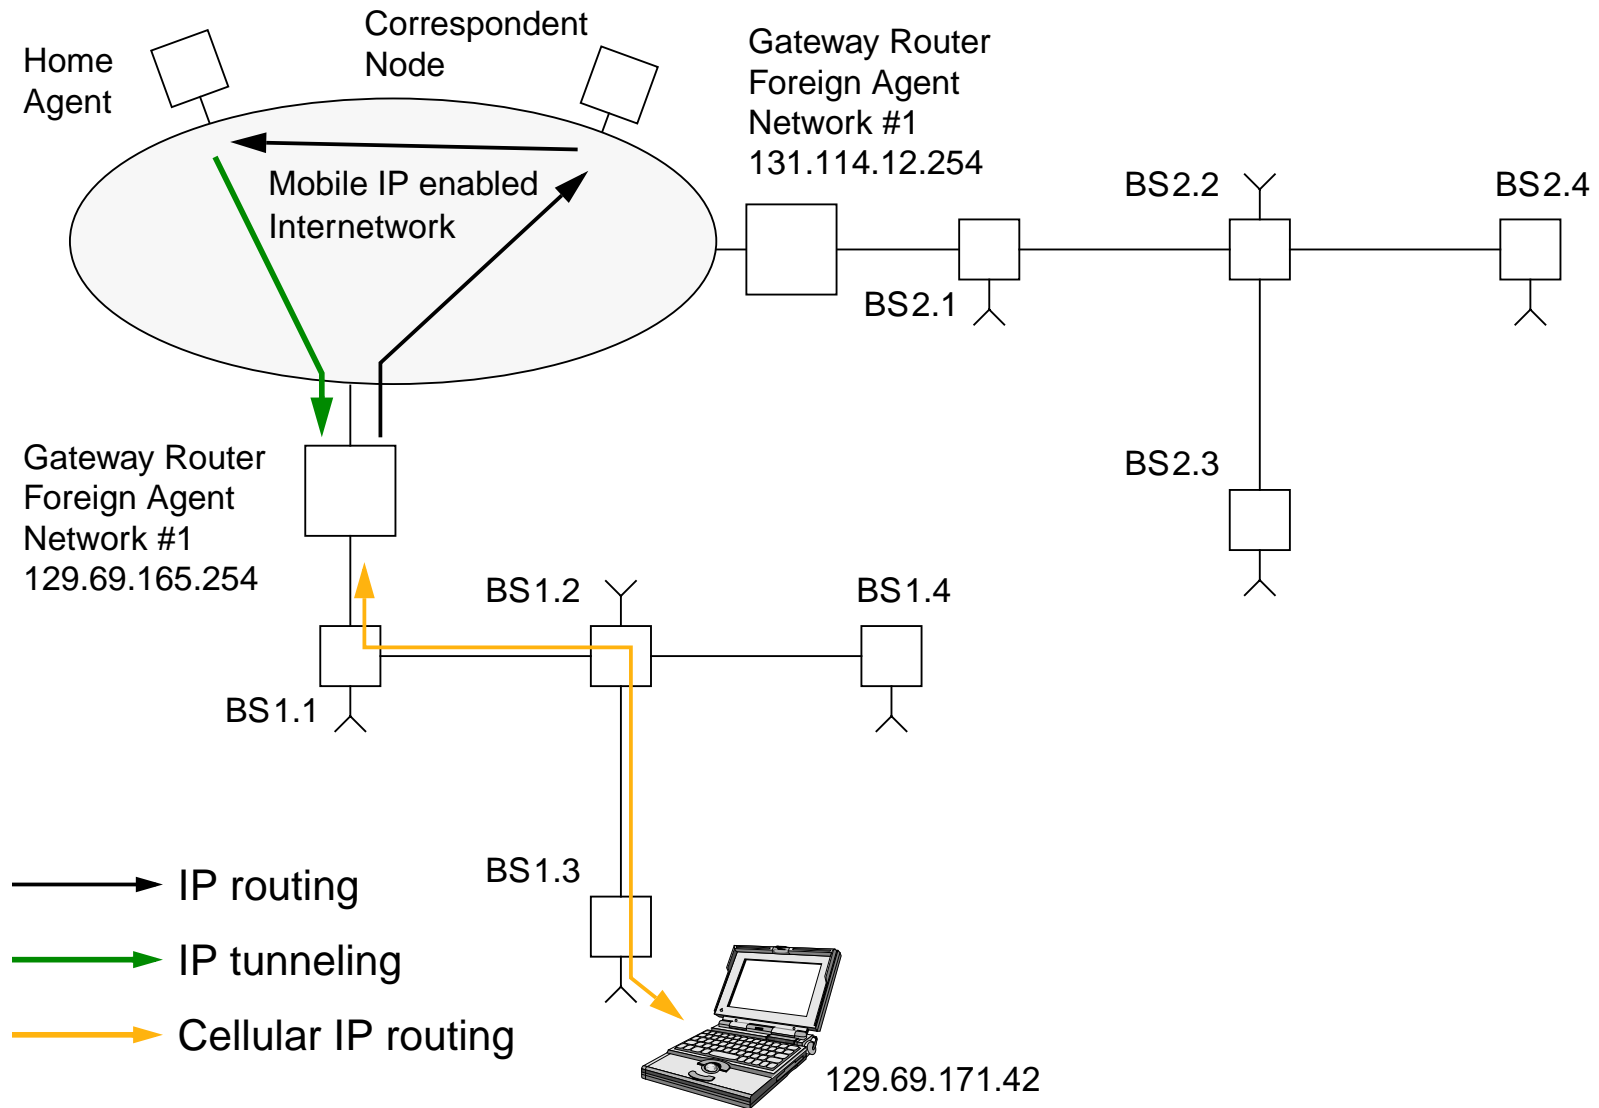 Home
Agent
Correspondent
Node
Gateway Router
Foreign Agent
Network #1
131.114.12.254
Mobile IP enabled
Internetwork
BS2.1
BS2.2
BS2.4
BS2.3
Gateway Router
Foreign Agent
Network #1
129.69.165.254
BS1.2
BS1.4
BS1.1
BS1.3
IP routing
IP tunneling
Cellular IP routing
129.69.171.42